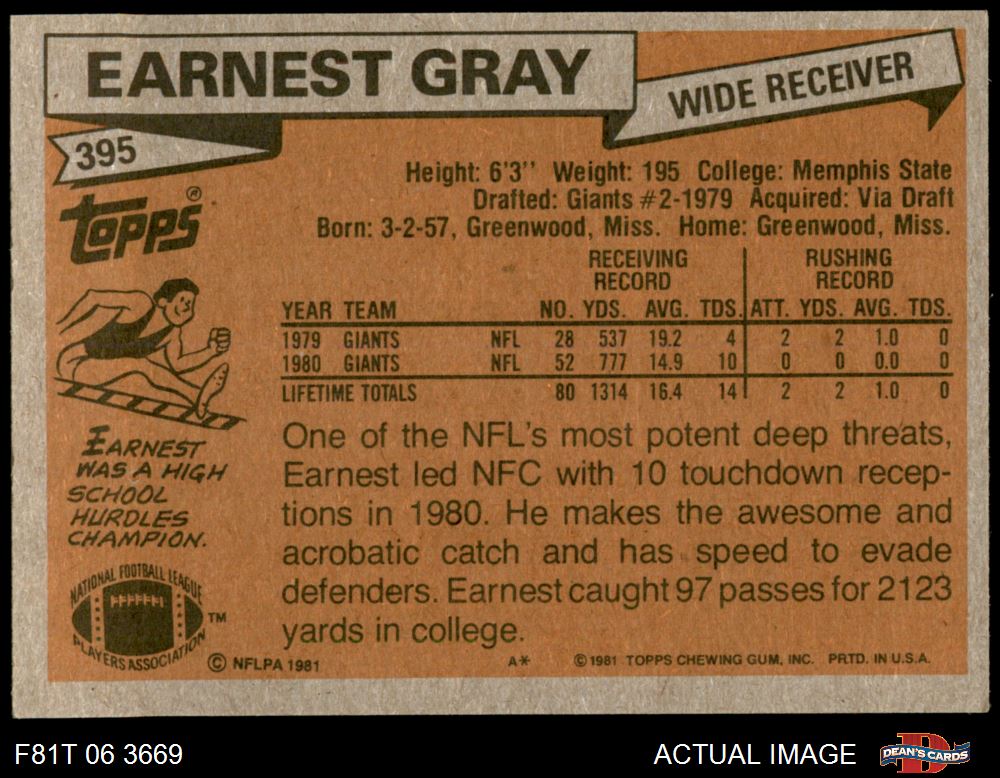 EARNEST GRAY
WIDE RECEIVER
395
topps®
Height: 6'3'' Weight: 195 College: Memphis State
Drafted: Giants #2-1979 Acquired: Via Draft
Born: 3-2-57, Greenwood, Miss. Home: Greenwood, Miss.
RECEIVING RECORD RUSHING RECORD
YEAR TEAM NO. YDS. AVG. TDS. ATT. YDS. AVG. TDS.
1979 GIANTS NFL 28 537 19.2 4 2 2 1.0 0
1980 GIANTS NFL 52 777 14.9 10 0 0 0.0 0
LIFETIME TOTALS 80 1314 16.4 14 2 2 1.0 0
EARNEST
WAS A HIGH
SCHOOL
HURDLES
CHAMPION.
One of the NFL's most potent deep threats,
Earnest led NFC with 10 touchdown recep-
tions in 1980. He makes the awesome and
acrobatic catch and has speed to evade
defenders. Earnest caught 97 passes for 2123
yards in college.
NATIONAL FOOTBALL LEAGUE
PLAYERS ASSOCIATION
TM
© NFLPA 1981 A* © 1981 TOPPS CHEWING GUM, INC. PRTD. IN U.S.A.
F81T 06 3669
ACTUAL IMAGE
D
DEAN'S CARDS